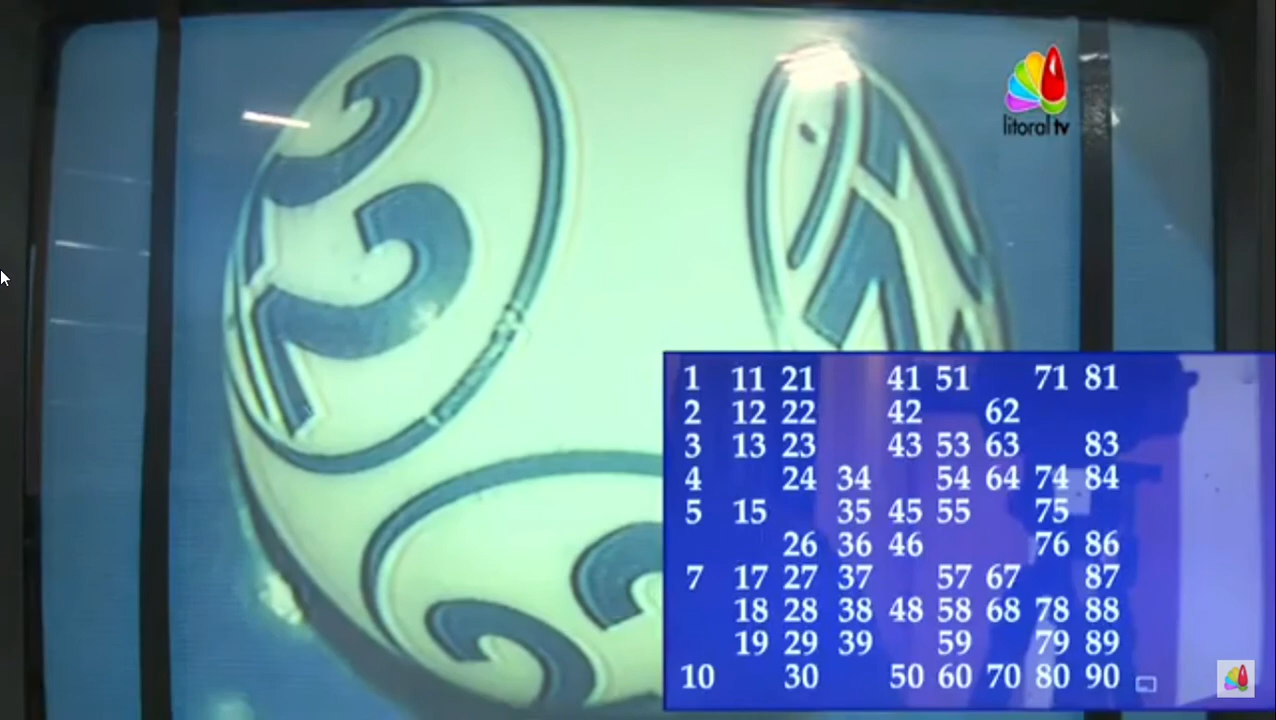 litoral tv
1 11 21 41 51 71 81
2 12 22 42 62
3 13 23 43 53 63 83
4 24 34 54 64 74 84
5 15 35 45 55 75
26 36 46 76 86
7 17 27 37 57 67 87
18 28 38 48 58 68 78 88
19 29 39 59 79 89
10 30 50 60 70 80 90